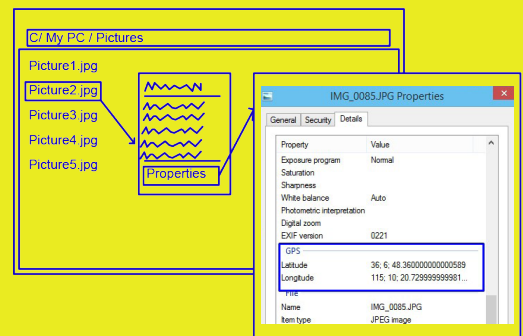 C/ My PC / Pictures
Picture1.jpg
Picture2.jpg
Picture3.jpg
Picture4.jpg
Picture5.jpg
Properties
IMG_0085.JPG Properties
General Security Details
Property Value
Exposure program Normal
Saturation
Sharpness
White balance Auto
Photometric interpretation
Digital zoom
EXIF version 0221
GPS
Latitude 36; 6; 48.360000000000589
Longitude 115; 10; 20.729999999981...
File
Name IMG_0085.JPG
Item type JPEG image